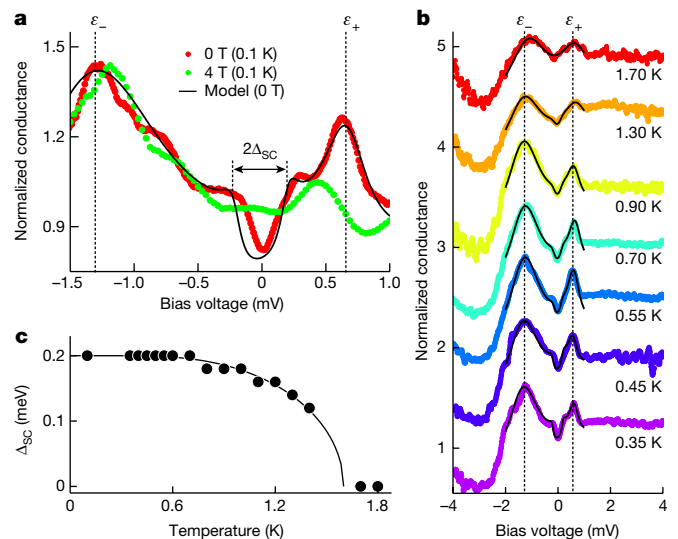 a
ε−
ε+
1.5
1.2
0.9
Normalized conductance
0 T (0.1 K)
4 T (0.1 K)
Model (0 T)
2ΔSC
−1.5
−1.0
−0.5
0
0.5
1.0
Bias voltage (mV)
b
ε−
ε+
5
4
3
2
1
Normalized conductance
1.70 K
1.30 K
0.90 K
0.70 K
0.55 K
0.45 K
0.35 K
−4
−2
0
2
4
Bias voltage (mV)
c
0.2
0.1
0
ΔSC (meV)
0
0.6
1.2
1.8
Temperature (K)